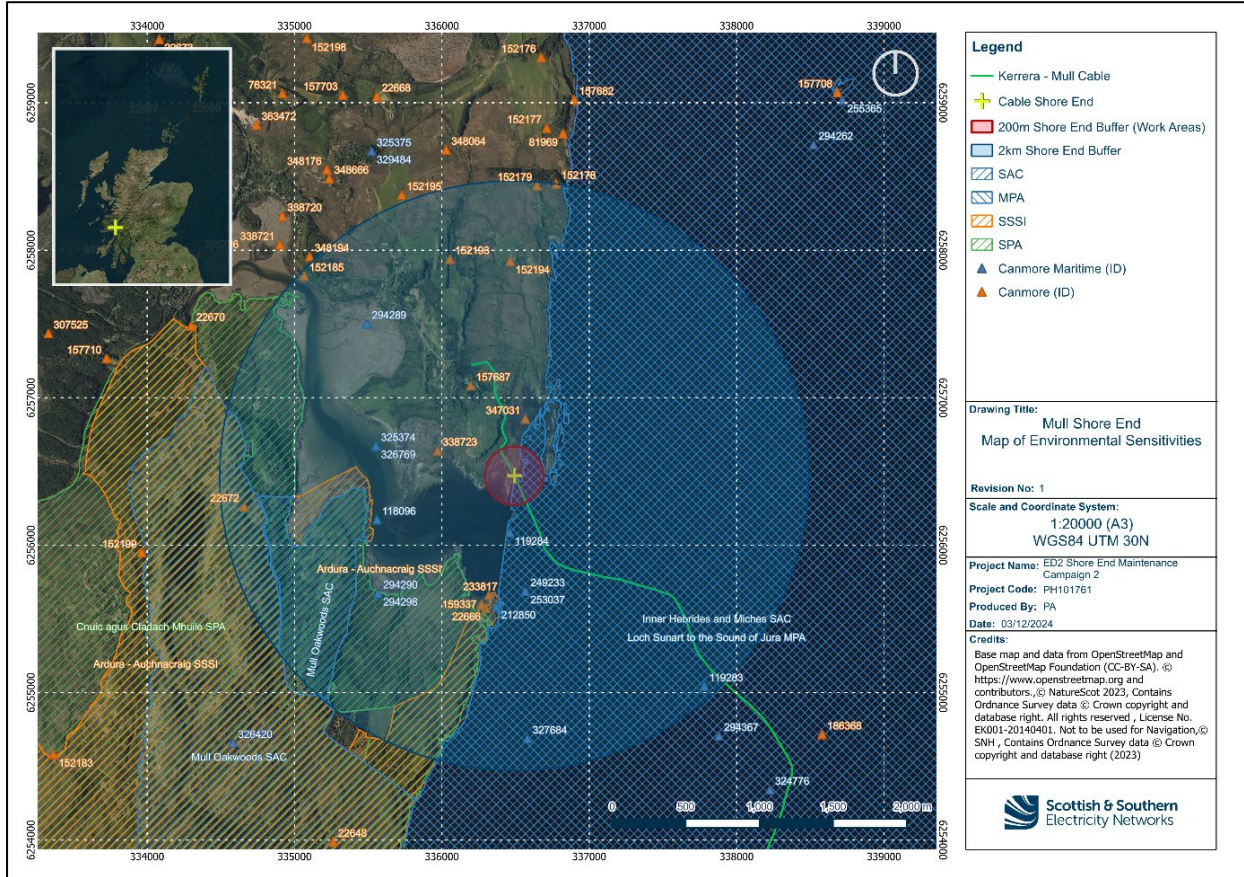 334000
335000
336000
337000
338000
339000
152198
152176
76321
157703
22668
157682
157708
255365
363472
152177
325375
329484
348064
81969
294262
348176
348666
152195
152179
152178
398720
338721
348194
152193
152194
152185
294289
22670
307525
157710
157687
347031
325374
326769
338723
22672
118096
119284
152199
Ardura - Auchnacraig SSSI
233817
249233
253037
294290
294298
159337
22666
212850
Cnuic agus Cladach Mhuile SPA
Mull Oakwoods SAC
Inner Hebrides and Miches SAC
Loch Sunart to the Sound of Jura MPA
Ardura - Auchnacraig SSSI
119283
326420
Mull Oakwoods SAC
327684
294367
186368
152183
324776
22648
0
500
1,000
1,500
2,000 m
6259000
6258000
6257000
6256000
6255000
6254000
6259000
6258000
6257000
6256000
6255000
6254000
334000
335000
336000
337000
338000
339000
Legend
Kerrera - Mull Cable
Cable Shore End
200m Shore End Buffer (Work Areas)
2km Shore End Buffer
SAC
MPA
SSSI
SPA
Canmore Maritime (ID)
Canmore (ID)
Drawing Title:
Mull Shore End
Map of Environmental Sensitivities
Revision No: 1
Scale and Coordinate System:
1:20000 (A3)
WGS84 UTM 30N
Project Name: ED2 Shore End Maintenance
Campaign 2
Project Code: PH101761
Produced By: PA
Date: 03/12/2024
Credits:
Base map and data from OpenStreetMap and
OpenStreetMap Foundation (CC-BY-SA). ©
https://www.openstreetmap.org and
contributors.,© NatureScot 2023, Contains
Ordnance Survey data © Crown copyright and
database right. All rights reserved , License No.
EK001-20140401. Not to be used for Navigation,©
SNH , Contains Ordnance Survey data © Crown
copyright and database right (2023)
Scottish & Southern
Electricity Networks